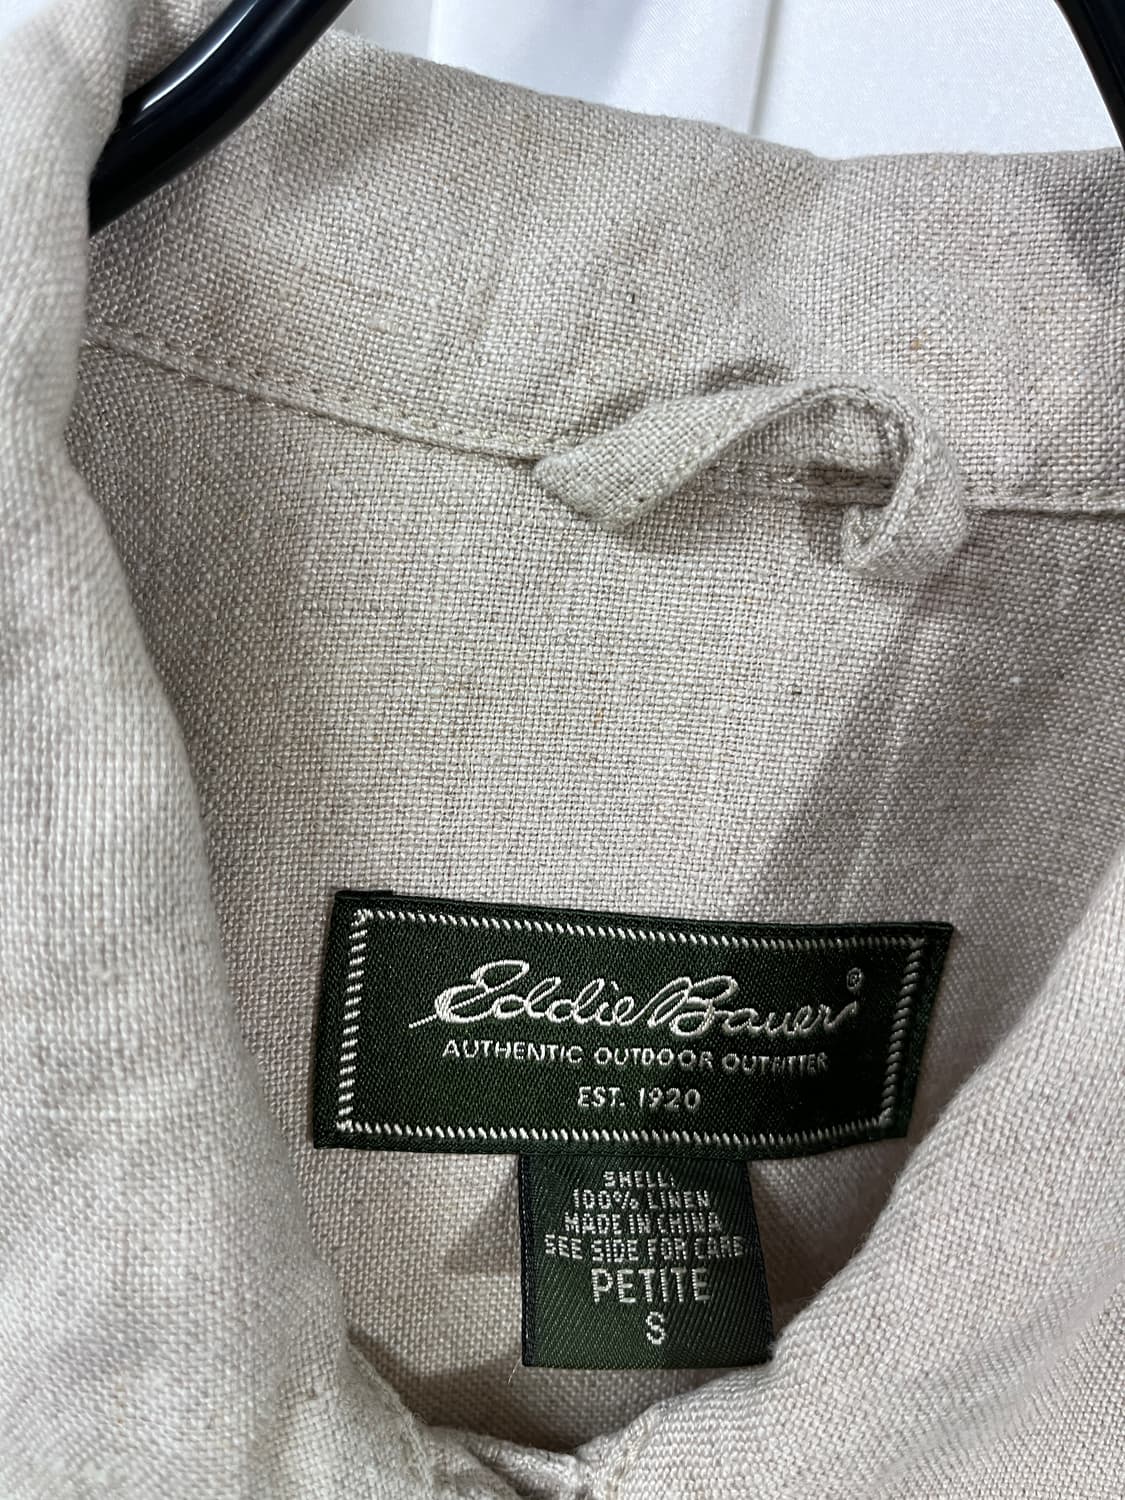 Eddie Bauer®
AUTHENTIC OUTDOOR OUTFITTER
EST. 1920
SHELL:
100% LINEN
MADE IN CHINA
SEE SIDE FOR CARE
PETITE
S